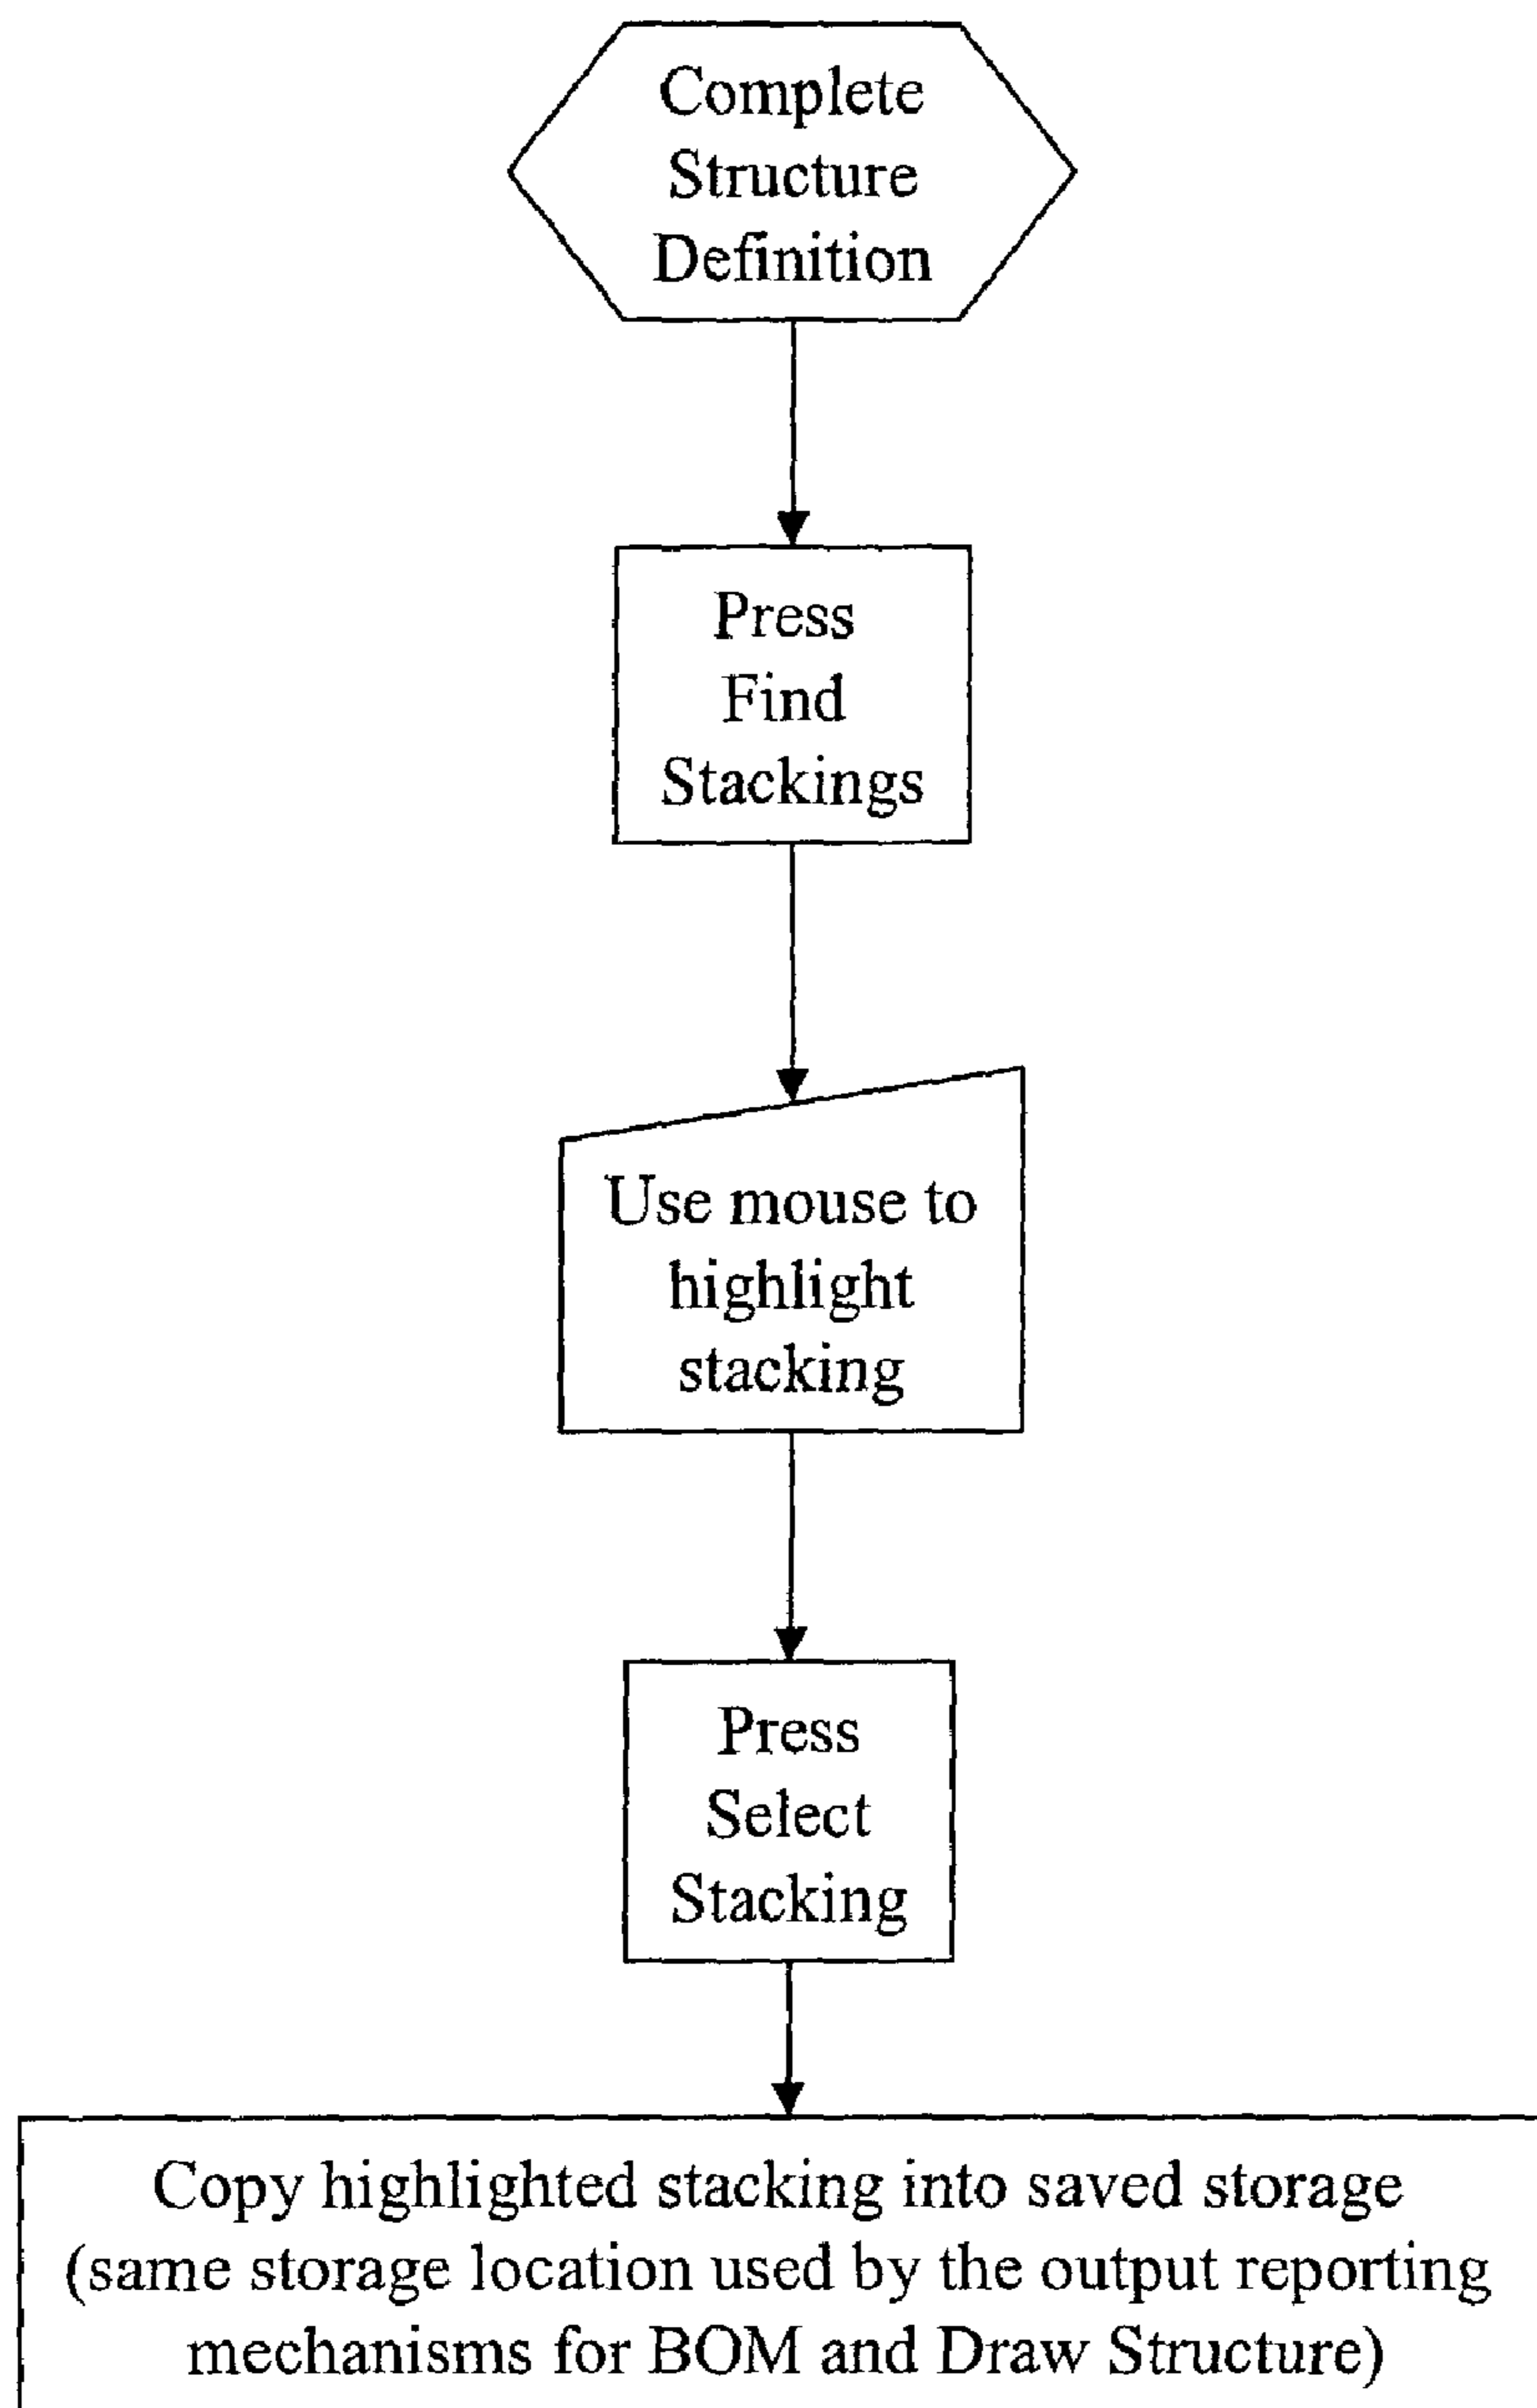 Complete
Structure
Definition
Press
Find
Stackings
Use mouse to
highlight
stacking
Press
Select
Stacking
Copy highlighted stacking into saved storage
(same storage location used by the output reporting
mechanisms for BOM and Draw Structure)